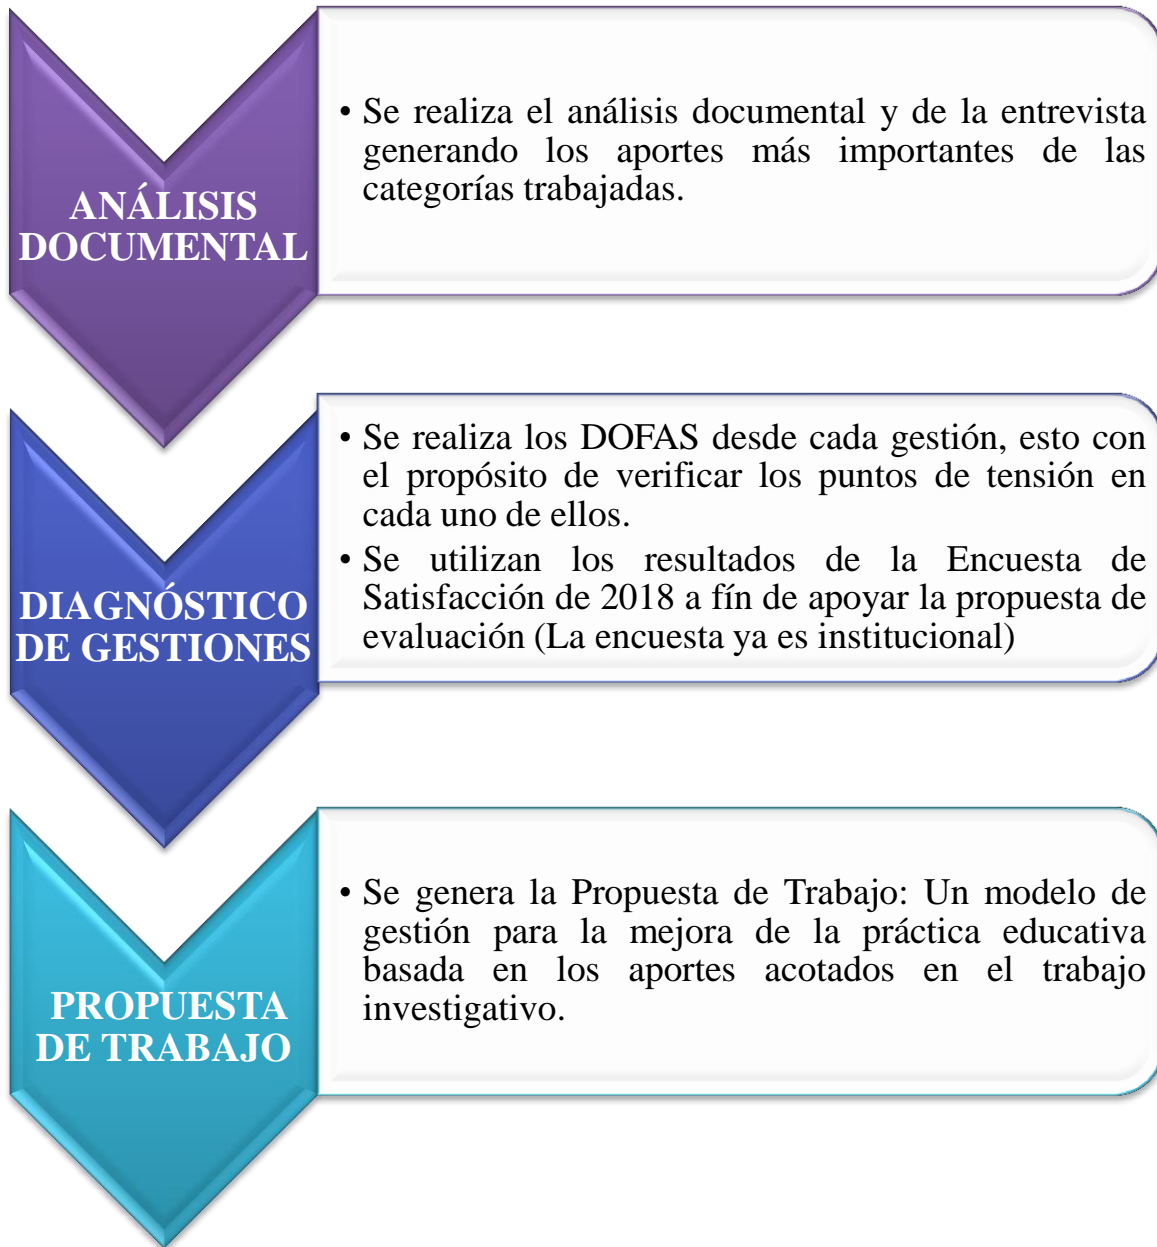 ANÁLISIS
DOCUMENTAL
• Se realiza el análisis documental y de la entrevista
generando los aportes más importantes de las
categorías trabajadas.
DIAGNÓSTICO
DE GESTIONES
• Se realiza los DOFAS desde cada gestión, esto con
el propósito de verificar los puntos de tensión en
cada uno de ellos.
• Se utilizan los resultados de la Encuesta de
Satisfacción de 2018 a fín de apoyar la propuesta de
evaluación (La encuesta ya es institucional)
PROPUESTA
DE TRABAJO
• Se genera la Propuesta de Trabajo: Un modelo de
gestión para la mejora de la práctica educativa
basada en los aportes acotados en el trabajo
investigativo.